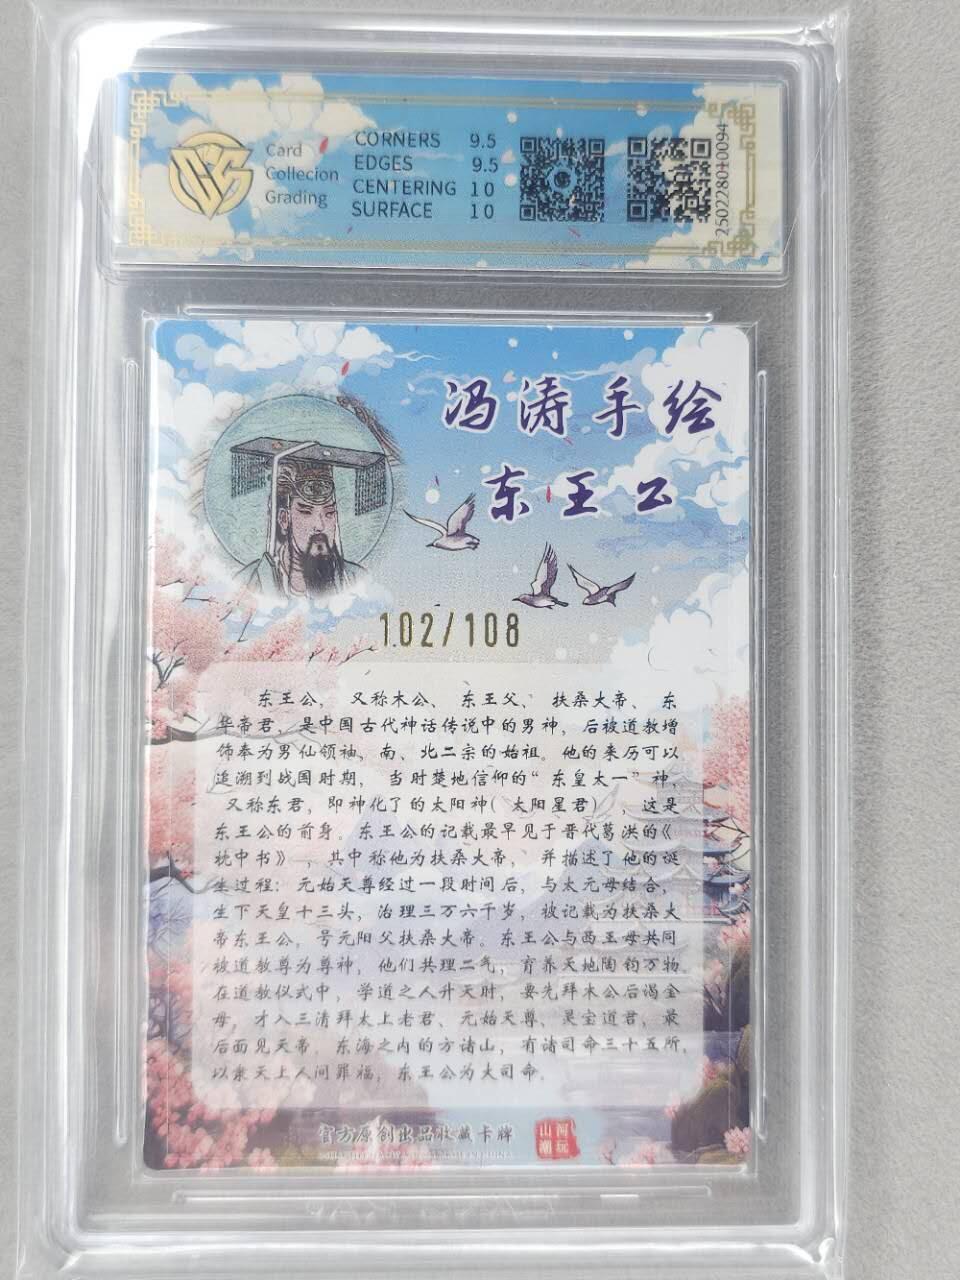 Card
Collecion
Grading
CORNERS 9.5
EDGES 9.5
CENTERING 10
SURFACE 10
250228010094
冯涛手绘
东王公
102/108
东王公，又称木公、东王父、扶桑大帝、东
华帝君，是中国古代神话传说中的男神，后被道教增
饰奉为男仙领袖，南、北二宗的始祖。他的来历可以
追溯到战国时期，当时楚地信仰的“东皇太一”神，
又称东君，即神化了的太阳神（太阳星君），这是
东王公的前身。东王公的记载最早见于晋代葛洪的《
枕中书》，其中称他为扶桑大帝，并描述了他的诞
生过程：元始天尊经过一段时间后，与太元母结合，
生下天皇十三头，治理三万六千岁，被记载为扶桑大
帝东王公，号元阳父扶桑大帝。东王公与西王母共同
被道教尊为尊神，他们共理二气，育养天地陶钧万物。
在道教仪式中，学道之人升天时，要先拜木公后谒金
母，才入三清拜太上老君、元始天尊、灵宝道君，最
后面见天帝。东海之内的方诸山，有诸司命三十五所，
以录天上人间罪福，东王公为大司命。
官方原创出品收藏卡牌
山河
潮玩